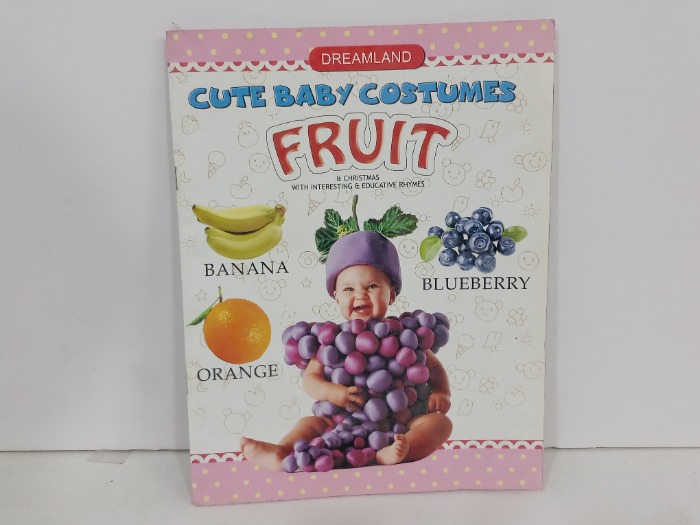 DREAMLAND
CUTE BABY COSTUMES
FRUIT
& CHRISTMAS
WITH INTERESTING & EDUCATIVE RHYMES
BANANA
BLUEBERRY
ORANGE